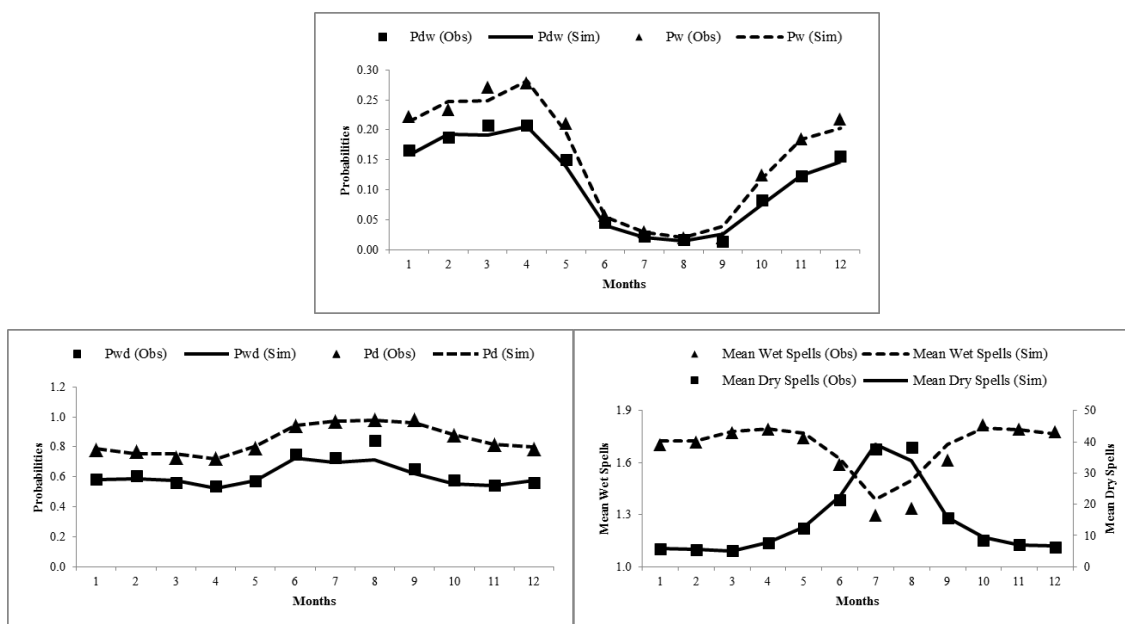 Pdw (Obs) Pdw (Sim) Pw (Obs) Pw (Sim)
0.30
0.25
0.20
0.15
0.10
0.05
0.00
Probabilities
1 2 3 4 5 6 7 8 9 10 11 12
Months
Pwd (Obs) Pwd (Sim) Pd (Obs) Pd (Sim)
1.2
1.0
0.8
0.6
0.4
0.2
0.0
Probabilities
1 2 3 4 5 6 7 8 9 10 11 12
Months
Mean Wet Spells (Obs) Mean Wet Spells (Sim)
Mean Dry Spells (Obs) Mean Dry Spells (Sim)
1.9
1.6
1.3
1.0
Mean Wet Spells
50
40
30
20
10
0
Mean Dry Spells
1 2 3 4 5 6 7 8 9 10 11 12
Months